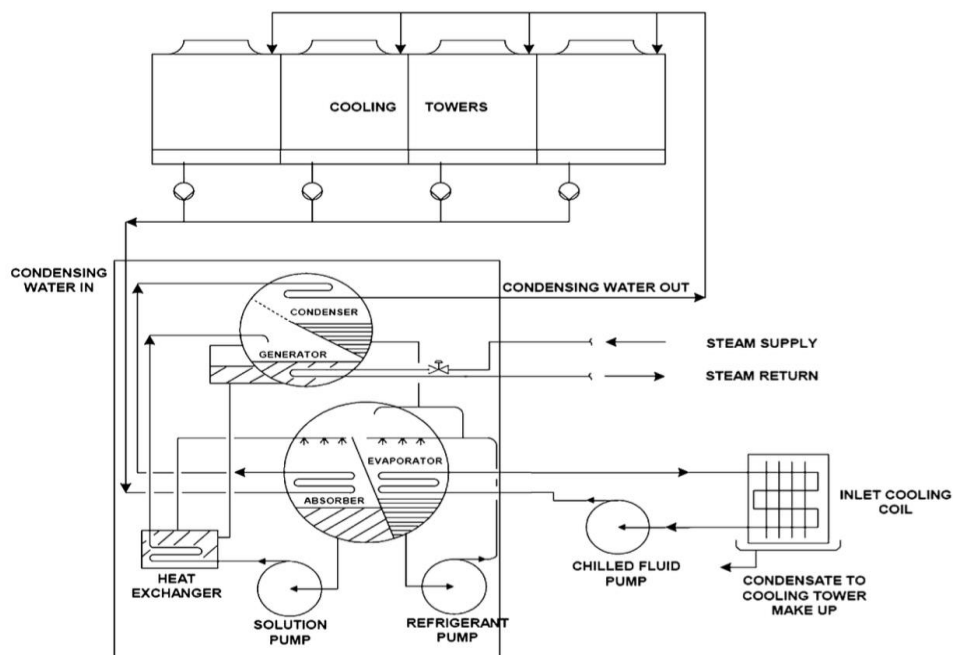 COOLING TOWERS
CONDENSING
WATER IN
CONDENSING WATER OUT
CONDENSER
GENERATOR
STEAM SUPPLY
STEAM RETURN
EVAPORATOR
ABSORBER
INLET COOLING
COIL
HEAT
EXCHANGER
SOLUTION
PUMP
REFRIGERANT
PUMP
CHILLED FLUID
PUMP
CONDENSATE TO
COOLING TOWER
MAKE UP